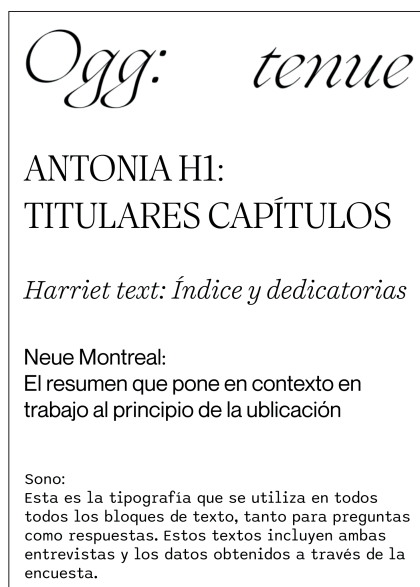 Ogg: tenue
ANTONIA H1:
TITULARES CAPÍTULOS
Harriet text: Índice y dedicatorias
Neue Montreal:
El resumen que pone en contexto en
trabajo al principio de la ublicación
Sono:
Esta es la tipografía que se utiliza en todos
todos los bloques de texto, tanto para preguntas
como respuestas. Estos textos incluyen ambas
entrevistas y los datos obtenidos a través de la
encuesta.